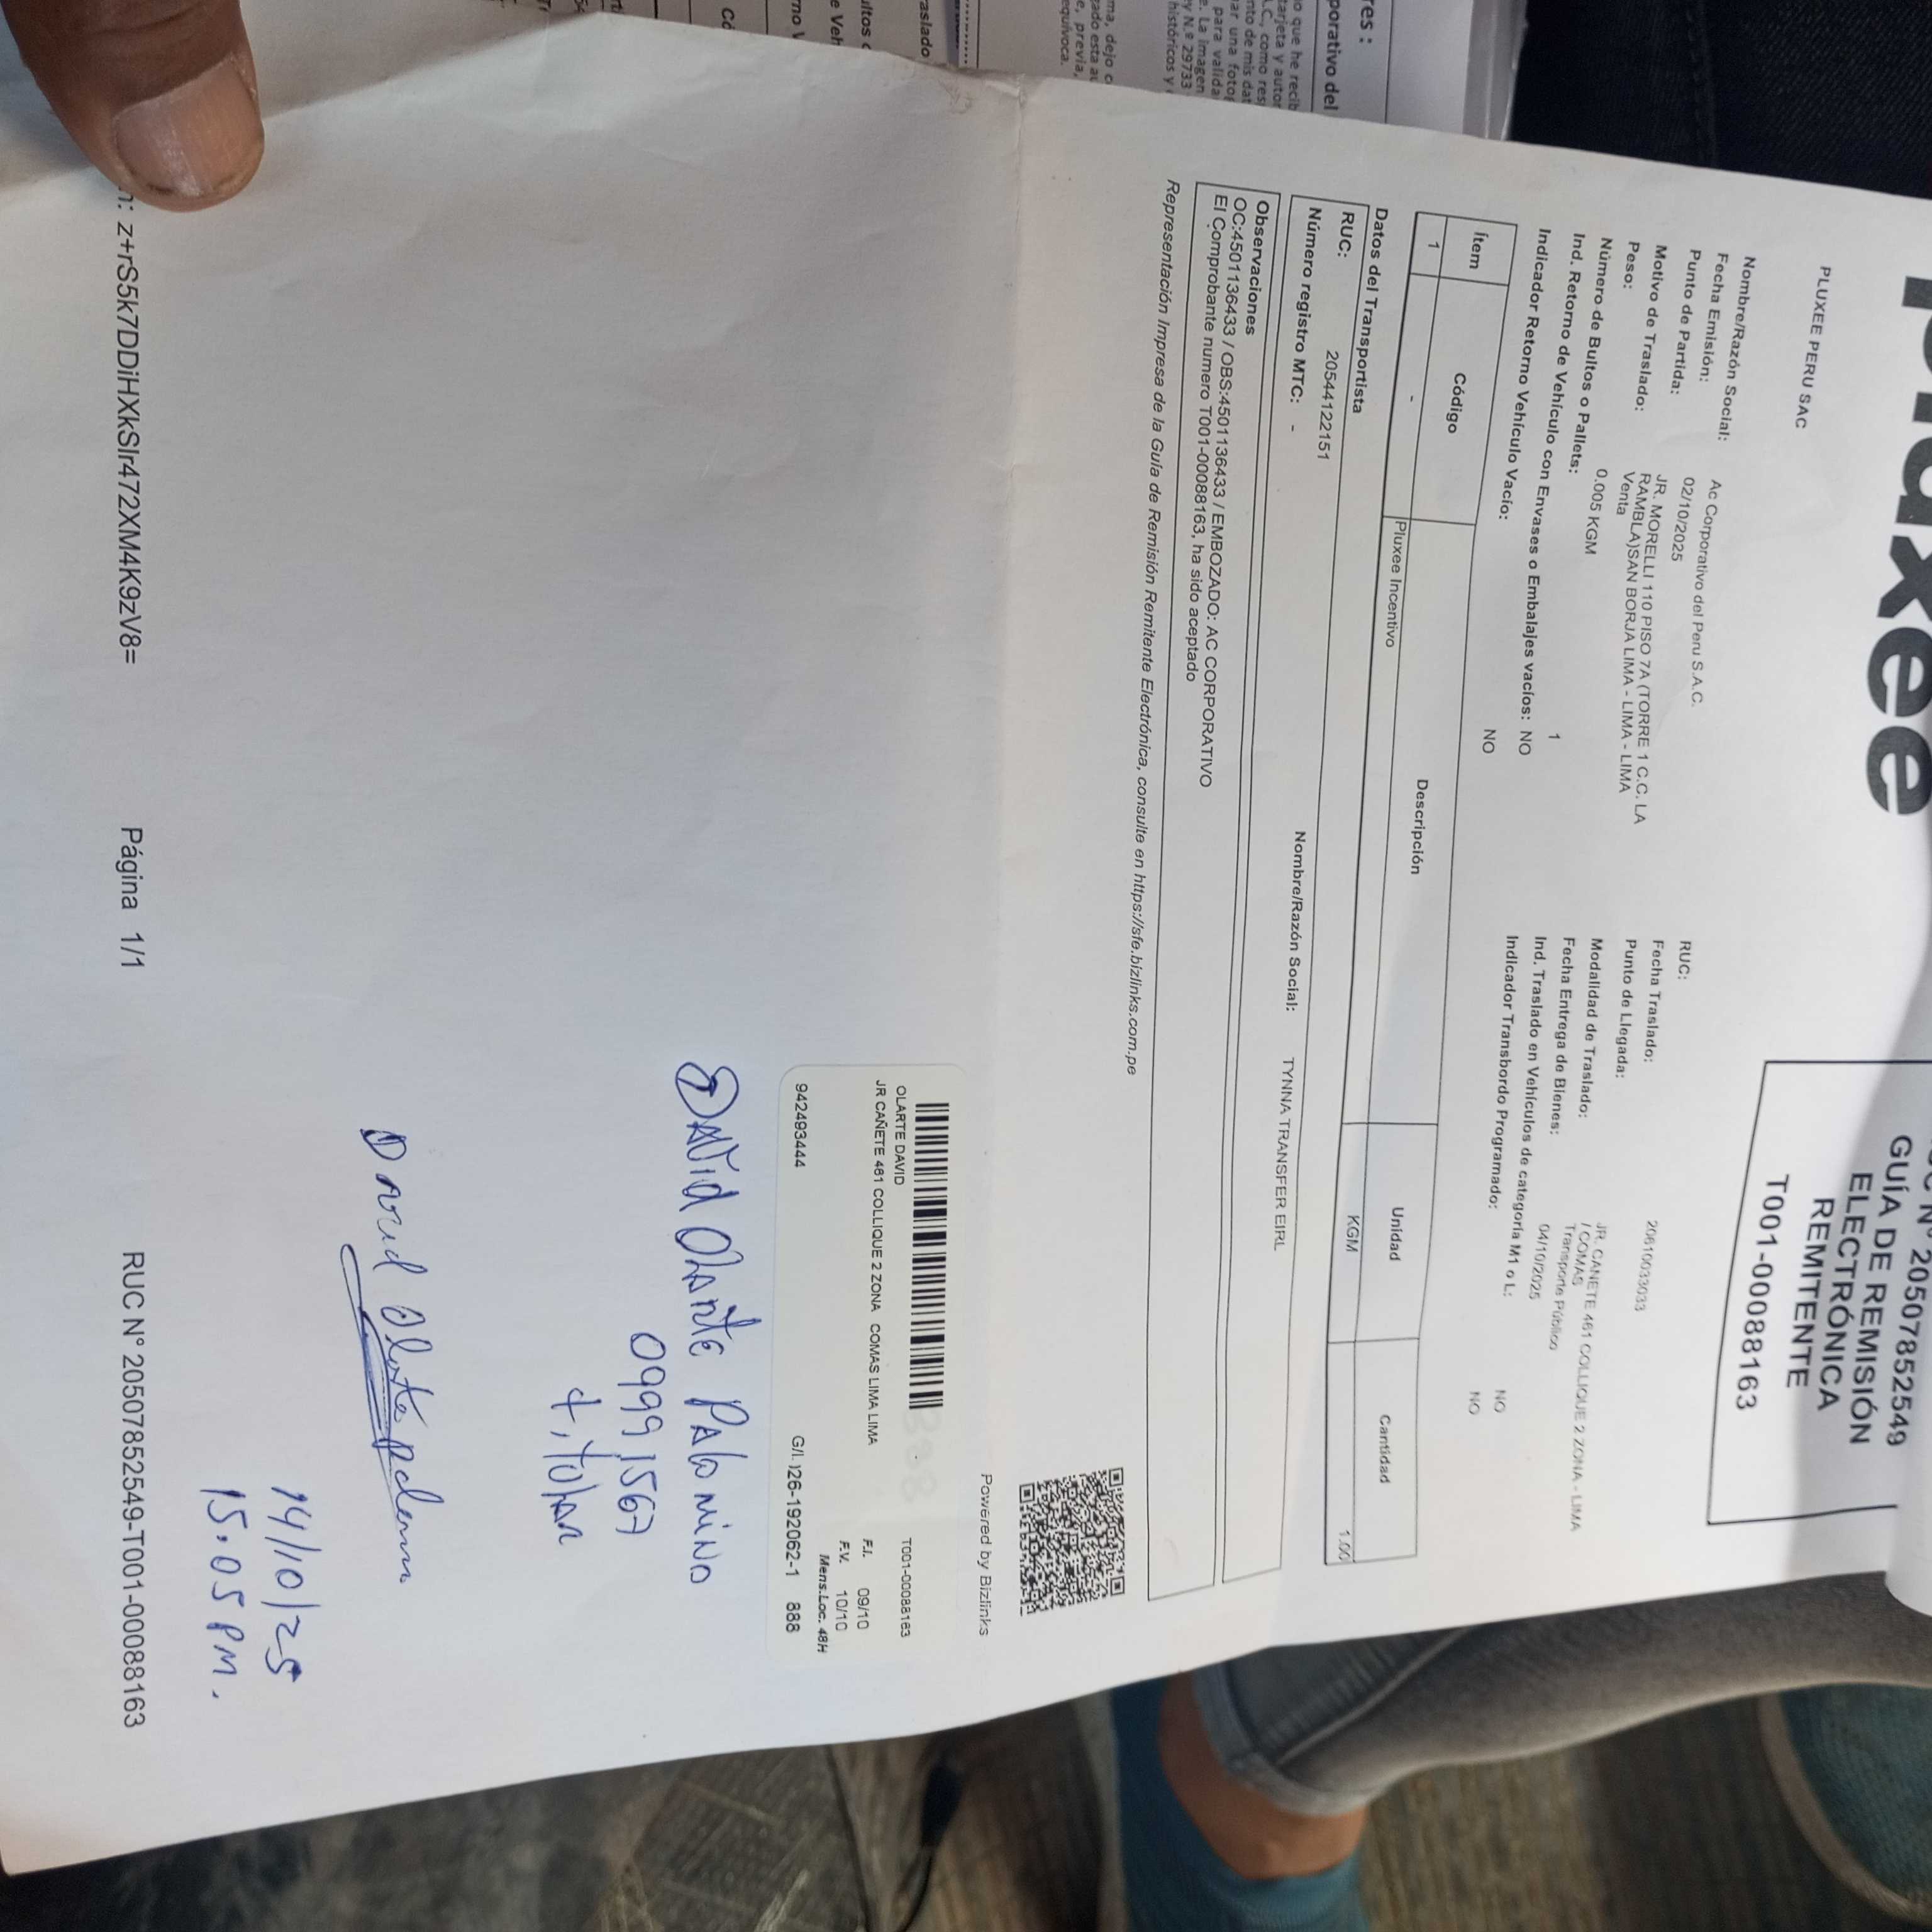 pluxee
PLUXEE PERU SAC
Nº 20507852549
GUÍA DE REMISIÓN
ELECTRÓNICA
REMITENTE
T001-00088163
Nombre/Razón Social: Ac Corporativo del Peru S.A.C.
RUC: 20610033033
Fecha Emisión: 02/10/2025
Fecha Traslado:
Punto de Partida: JR. MORELLI 110 PISO 7A (TORRE 1 C.C. LA
RAMBLA)SAN BORJA LIMA - LIMA - LIMA
Punto de Llegada: JR. CANETE 461 COLLIQUE 2 ZONA - LIMA
/ COMAS
Motivo de Traslado: Venta
Modalidad de Traslado: Transporte Público
Peso: 0.005 KGM
Fecha Entrega de Bienes: 04/10/2025
Número de Bultos o Pallets: 1
Ind. Traslado en Vehículos de categoría M1 o L: NO
Ind. Retorno de Vehículo con Envases o Embalajes vacíos: NO
Indicador Transbordo Programado: NO
Indicador Retorno Vehículo Vacío: NO
Ítem Código Descripción Unidad Cantidad
1 - Pluxee Incentivo KGM 1.00
Datos del Transportista
RUC: 20544122151 Nombre/Razón Social: TYNNA TRANSFER EIRL
Número registro MTC: -
Observaciones
OC:4501136433 / OBS:4501136433 / EMBOZADO: AC CORPORATIVO
El Comprobante numero T001-00088163, ha sido aceptado
Representación Impresa de la Guía de Remisión Remitente Electrónica, consulte en https://sfe.bizlinks.com.pe
Powered by Bizlinks
T001-00088163
OLARTE DAVID
F.I. 09/10
JR CAÑETE 461 COLLIQUE 2 ZONA COMAS LIMA LIMA
F.V. 10/10
Mens.Loc. 48H
942493444 G/I. )26-192062-1 888
David Olarte Palomino
09991567
titular
14/10/25
15:05 PM.
n: z+rS5k7DDiHXkSIr472XM4K9zV8= Página 1/1 RUC N° 20507852549-T001-00088163